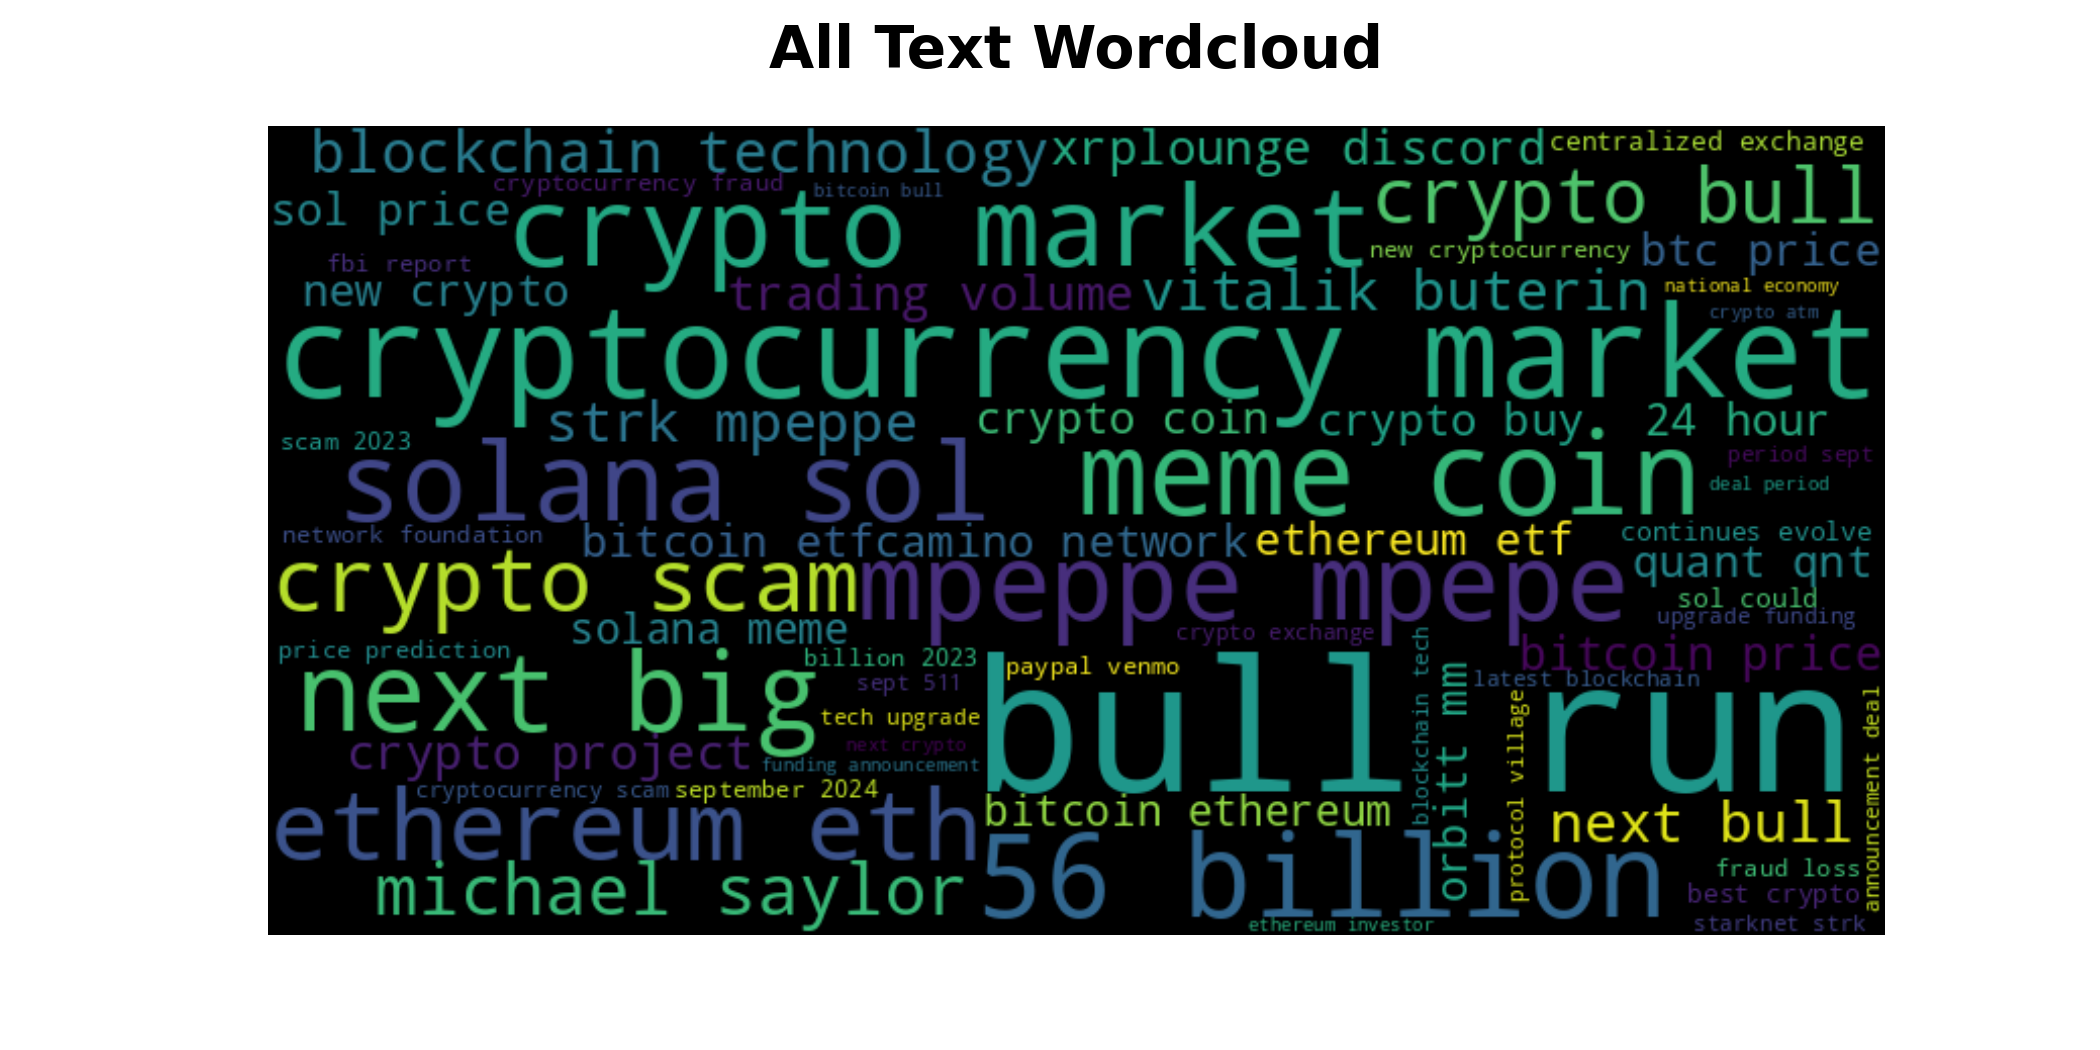 All Text Wordcloud
blockchain technology
xrplounge discord
centralized exchange
cryptocurrency fraud
bitcoin bull
crypto bull
sol price
crypto market
new cryptocurrency
btc price
fbi report
new crypto
trading volume
vitalik buterin
national economy
crypto atm
cryptocurrency market
strk mpeppe
crypto coin
crypto buy
24 hour
scam 2023
solana sol
meme coin
period sept
deal period
network foundation
bitcoin etf
camino network
ethereum etf
continues evolve
quant qnt
crypto scam
mpeppe mpepe
sol could
upgrade funding
solana meme
crypto exchange
price prediction
billion 2023
paypal venmo
bitcoin price
latest blockchain
next big
sept 511
tech upgrade
bull run
blockchain tech
orbitt mm
protocol village
announcement deal
crypto project
next crypto
funding announcement
cryptocurrency scam
september 2024
ethereum eth
bitcoin ethereum
next bull
56 billion
fraud loss
michael saylor
best crypto
ethereum investor
starknet strk